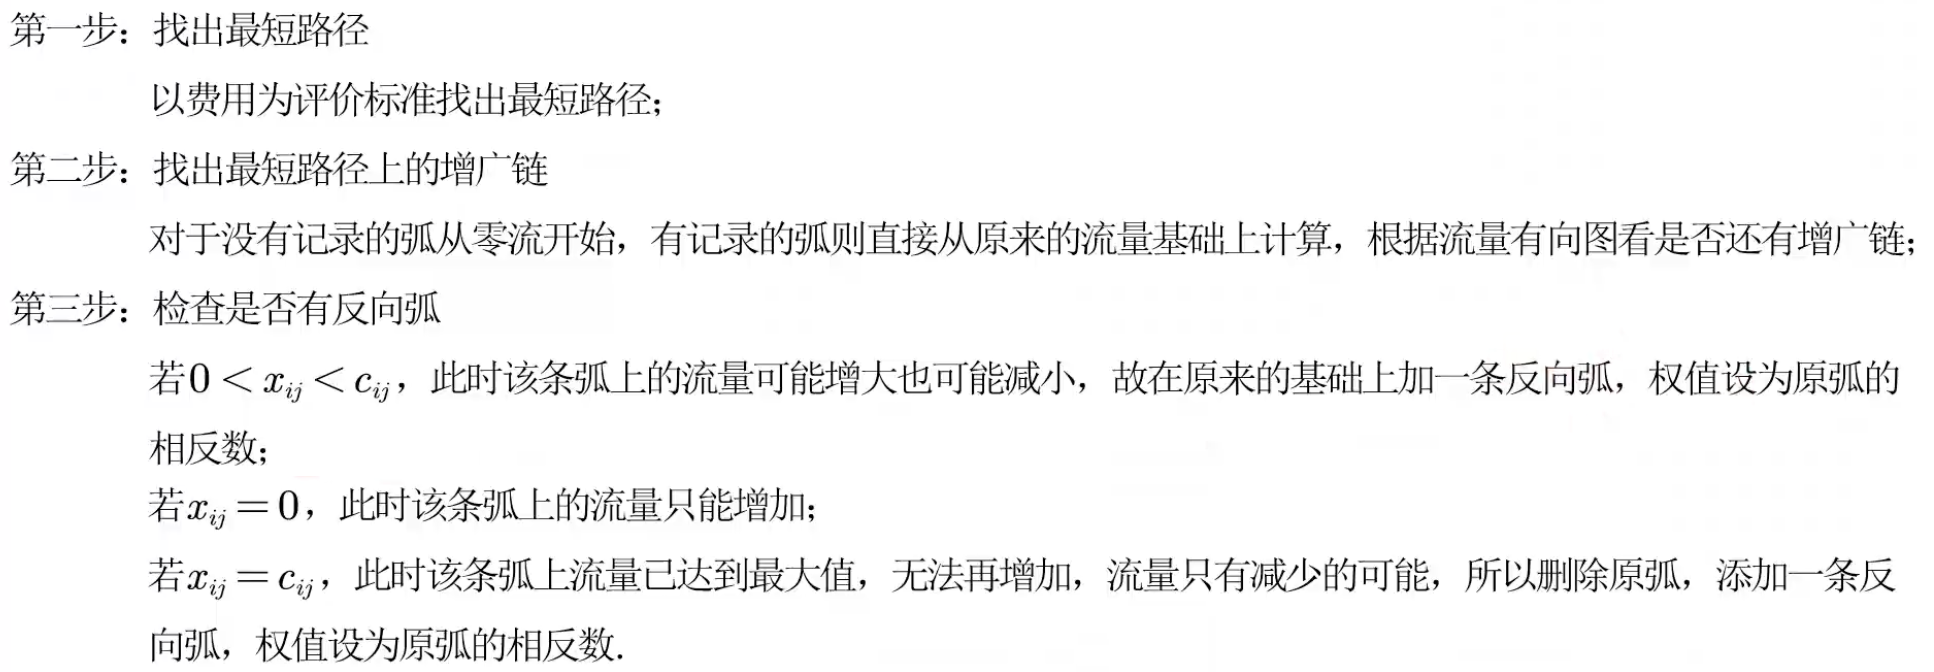 第一步：找出最短路径
以费用为评价标准找出最短路径；
第二步：找出最短路径上的增广链
对于没有记录的弧从零流开始，有记录的弧则直接从原来的流量基础上计算，根据流量有向图看是否还有增广链；
第三步：检查是否有反向弧
若$0 < x_{ij} < c_{ij}$，此时该条弧上的流量可能增大也可能减小，故在原来的基础上加一条反向弧，权值设为原弧的
相反数；
若$x_{ij} = 0$，此时该条弧上的流量只能增加；
若$x_{ij} = c_{ij}$，此时该条弧上流量已达到最大值，无法再增加，流量只有减少的可能，所以删除原弧，添加一条反
向弧，权值设为原弧的相反数.